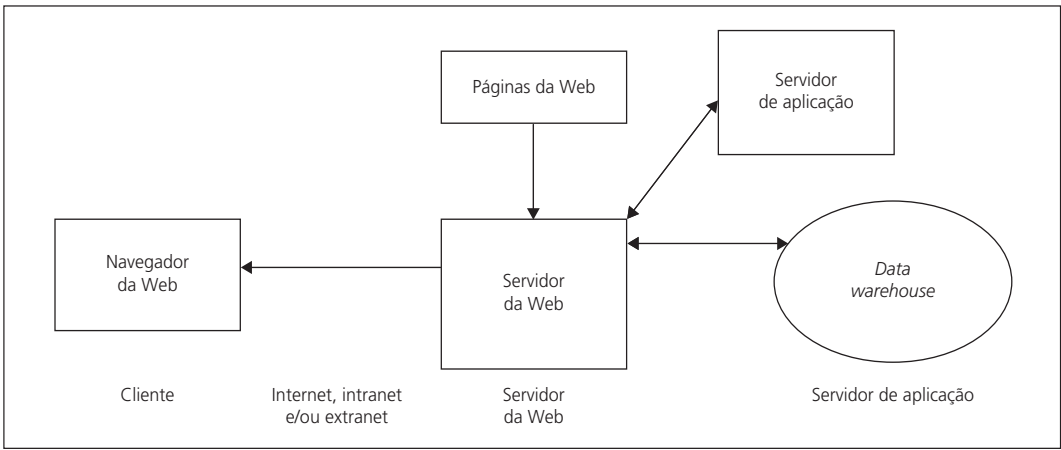 Páginas da Web
Servidor
de aplicação
Navegador
da Web
Servidor
da Web
Data
warehouse
Cliente
Internet, intranet
e/ou extranet
Servidor
da Web
Servidor de aplicação